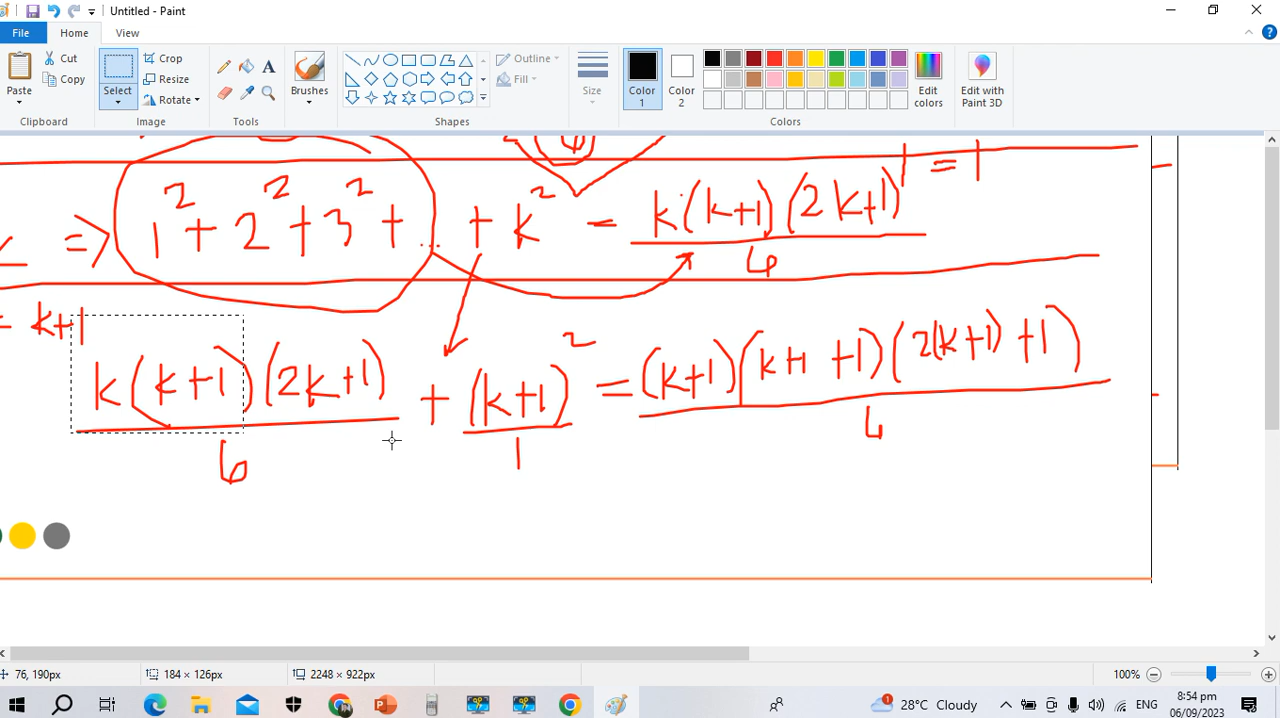 Untitled - Paint
File Home View
Paste Cut Copy
Select Crop Resize Rotate
A Brushes
Outline Fill
Size Color 1 Color 2 Edit colors Edit with Paint 3D
Clipboard Image Tools Shapes Colors
= 1
=> 1² + 2² + 3² + ... + k² = k(k+1)(2k+1)/6
= k+1
k(k+1)(2k+1)/6 + (k+1)²/1 = (k+1)(k+1+1)(2(k+1)+1)/6
76, 190px 184 × 126px 2248 × 922px 100%
28°C Cloudy ENG 8:54 pm
06/09/2023